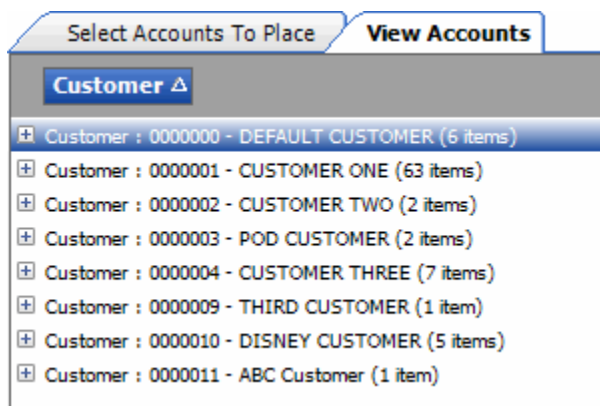 Select Accounts To Place View Accounts
Customer
Customer : 0000000 - DEFAULT CUSTOMER (6 items)
Customer : 0000001 - CUSTOMER ONE (63 items)
Customer : 0000002 - CUSTOMER TWO (2 items)
Customer : 0000003 - POD CUSTOMER (2 items)
Customer : 0000004 - CUSTOMER THREE (7 items)
Customer : 0000009 - THIRD CUSTOMER (1 item)
Customer : 0000010 - DISNEY CUSTOMER (5 items)
Customer : 0000011 - ABC Customer (1 item)